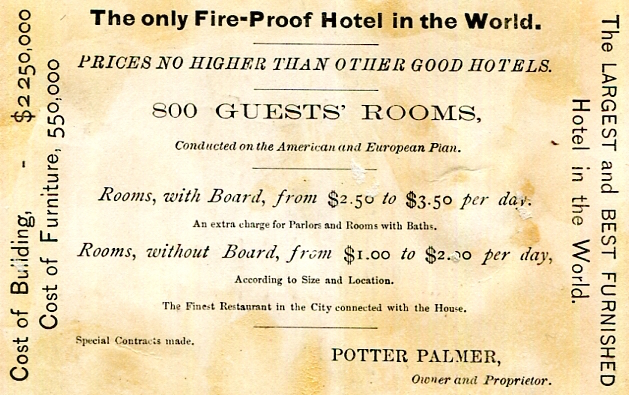 The only Fire-Proof Hotel in the World.
PRICES NO HIGHER THAN OTHER GOOD HOTELS.
800 GUESTS' ROOMS,
Conducted on the American and European Plan.
Rooms, with Board, from $2.50 to $3.50 per day.
An extra charge for Parlors and Rooms with Baths.
Rooms, without Board, from $1.00 to $2.00 per day,
According to Size and Location.
The Finest Restaurant in the City connected with the House.
Special Contracts made.
POTTER PALMER,
Owner and Proprietor.
Cost of Building, - $2250,000
Cost of Furniture, 550,000
The LARGEST and BEST FURNISHED
Hotel in the World.